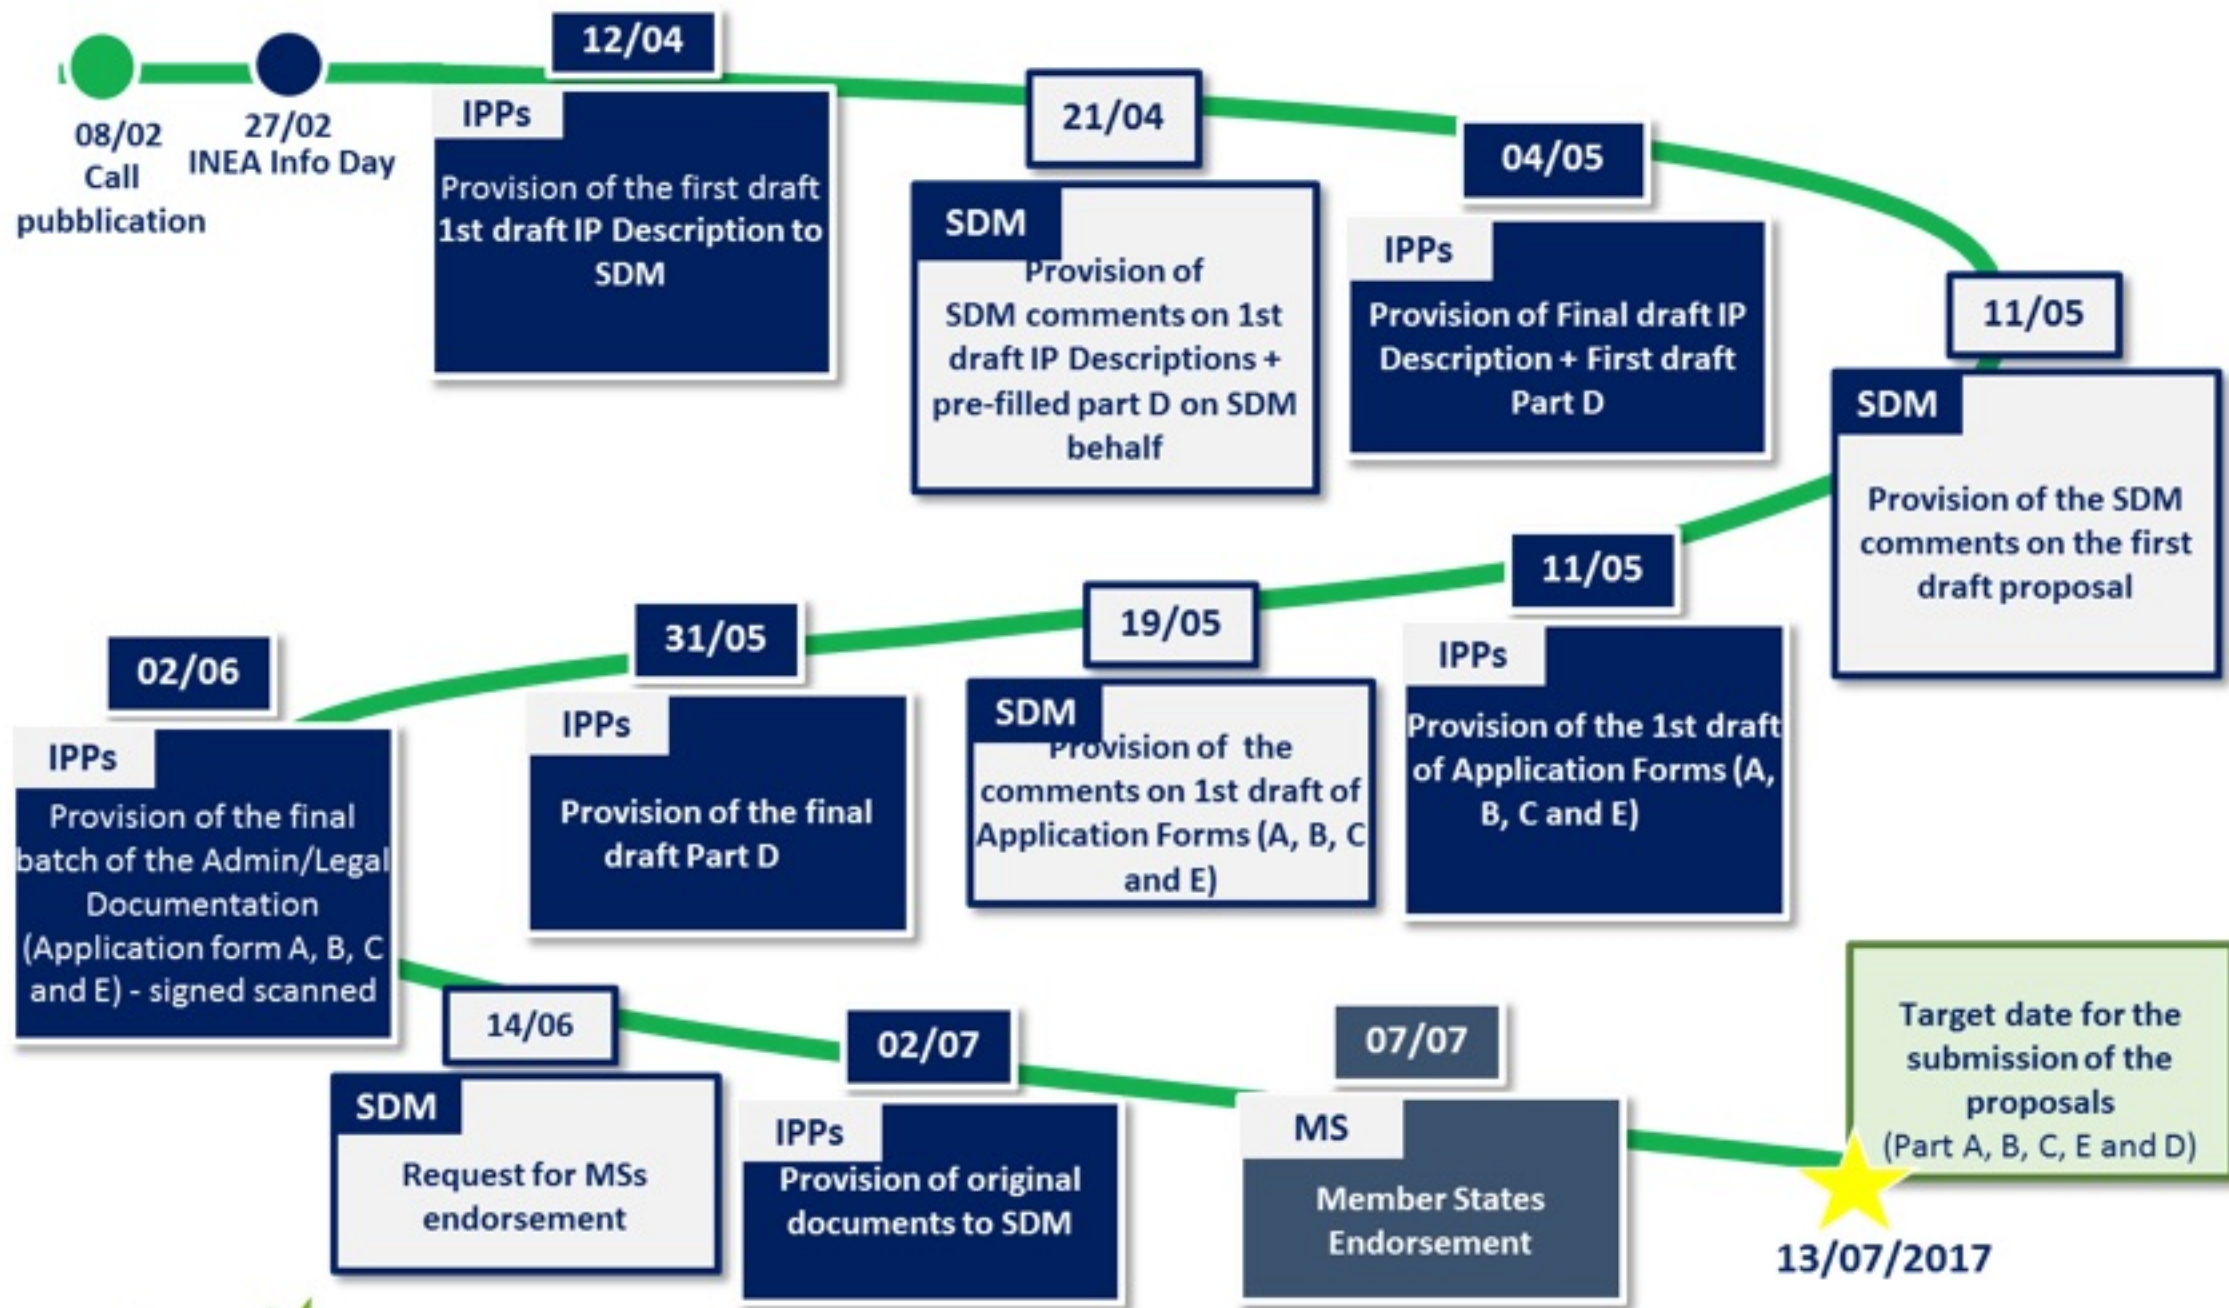 08/02
Call
pubblication
27/02
INEA Info Day
12/04
IPPs
Provision of the first draft
1st draft IP Description to
SDM
21/04
SDM
Provision of
SDM comments on 1st
draft IP Descriptions +
pre-filled part D on SDM
behalf
04/05
IPPs
Provision of Final draft IP
Description + First draft
Part D
11/05
SDM
Provision of the SDM
comments on the first
draft proposal
11/05
IPPs
Provision of the 1st draft
of Application Forms (A,
B, C and E)
19/05
SDM
Provision of the
comments on 1st draft of
Application Forms (A, B, C
and E)
31/05
IPPs
Provision of the final
draft Part D
02/06
IPPs
Provision of the final
batch of the Admin/Legal
Documentation
(Application form A, B, C
and E) - signed scanned
14/06
SDM
Request for MSs
endorsement
02/07
IPPs
Provision of original
documents to SDM
07/07
MS
Member States
Endorsement
Target date for the
submission of the
proposals
(Part A, B, C, E and D)
13/07/2017